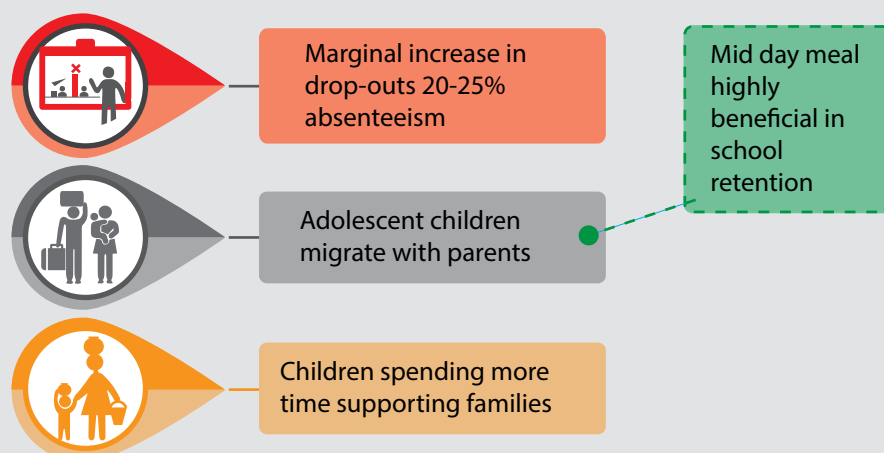 Marginal increase in
drop-outs 20-25%
absenteeism
Mid day meal
highly
beneficial in
school
retention
Adolescent children
migrate with parents
Children spending more
time supporting families